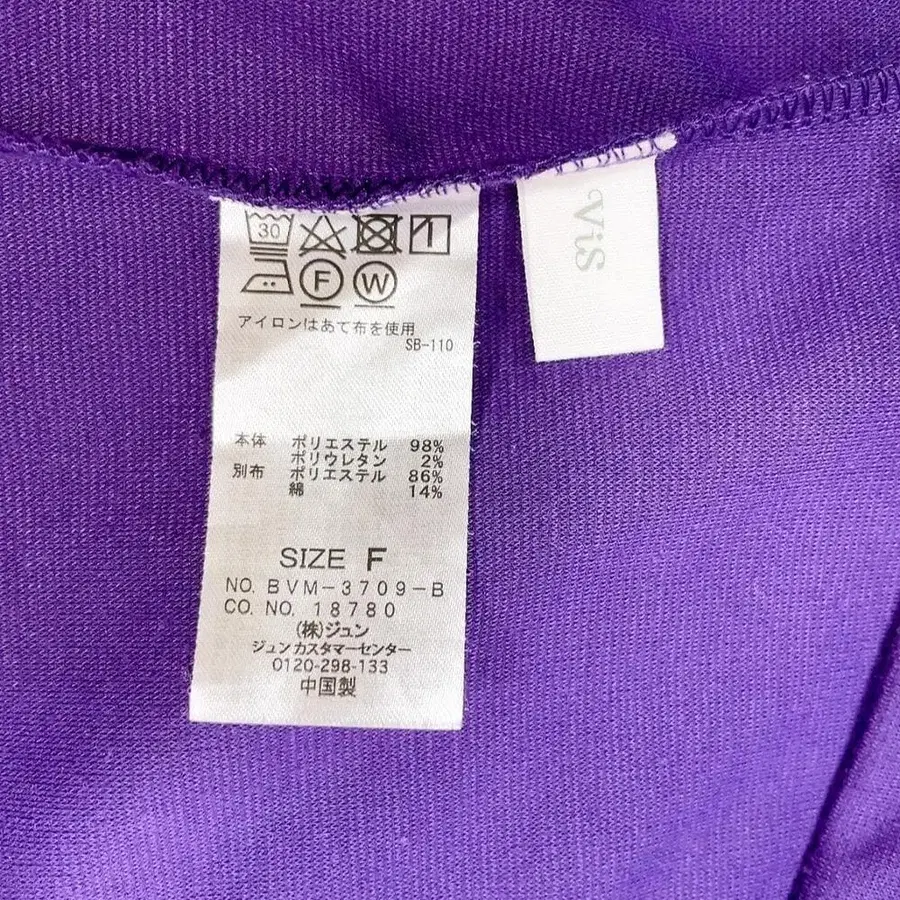 30
F W
アイロンはあて布を使用
SB-110
本体 ポリエステル 98%
ポリウレタン 2%
別布 ポリエステル 86%
綿 14%
SIZE F
NO. BVM-3709-B
CO. NO. 18780
(株)ジュン
ジュンカスタマーセンター
0120-298-133
中国製
ViS